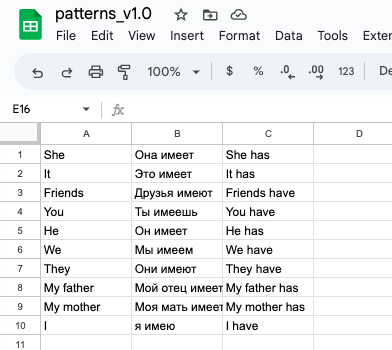 patterns_v1.0
File Edit View Insert Format Data Tools Exten
100% $ % .0 .00 123 De
E16 fx
A B C D
1 She Она имеет She has
2 It Это имеет It has
3 Friends Друзья имеют Friends have
4 You Ты имеешь You have
5 He Он имеет He has
6 We Мы имеем We have
7 They Они имеют They have
8 My father Мой отец имеет My father has
9 My mother Моя мать имеет My mother has
10 I я имею I have
11